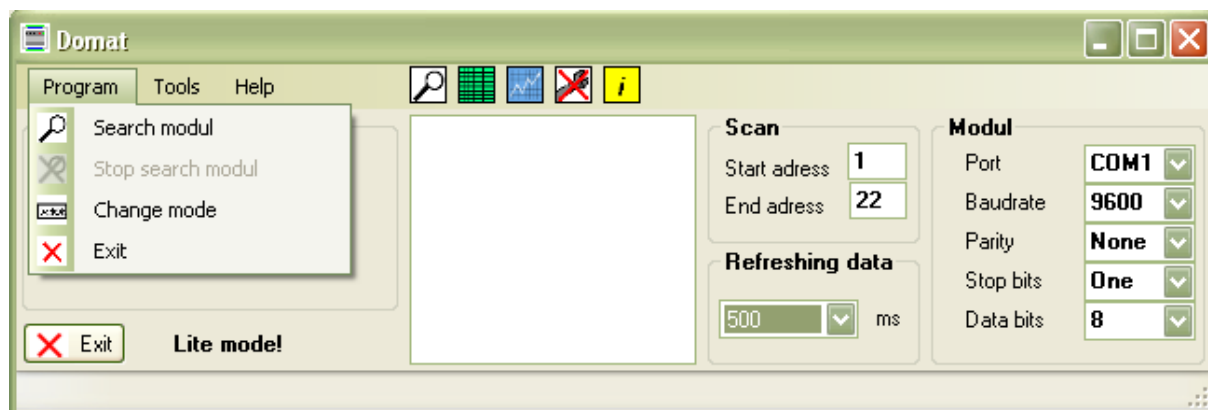 Domat
Program Tools Help i
Search modul
Stop search modul
Change mode
Exit
Exit Lite mode!
Scan
Start adress 1
End adress 22
Refreshing data
500 ms
Modul
Port COM1
Baudrate 9600
Parity None
Stop bits One
Data bits 8